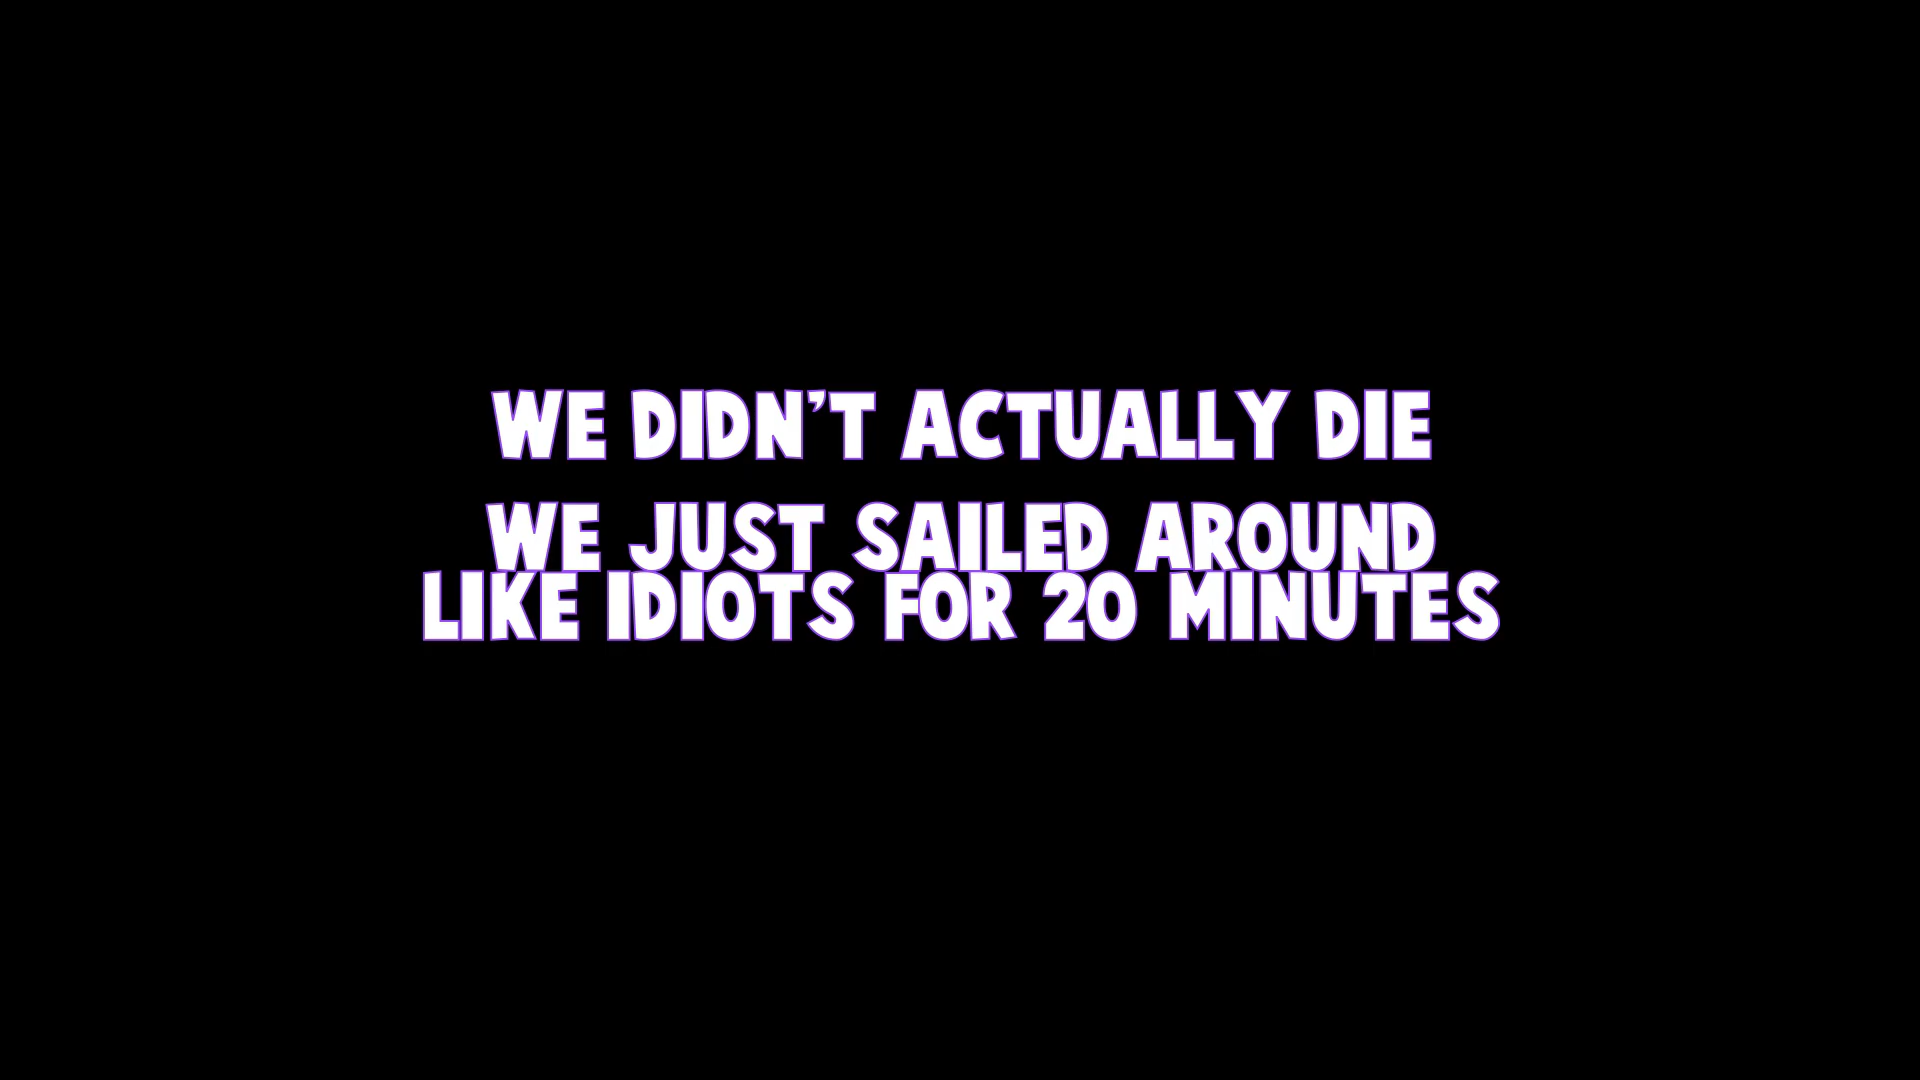 WE DIDN'T ACTUALLY DIE
WE JUST SAILED AROUND
LIKE IDIOTS FOR 20 MINUTES